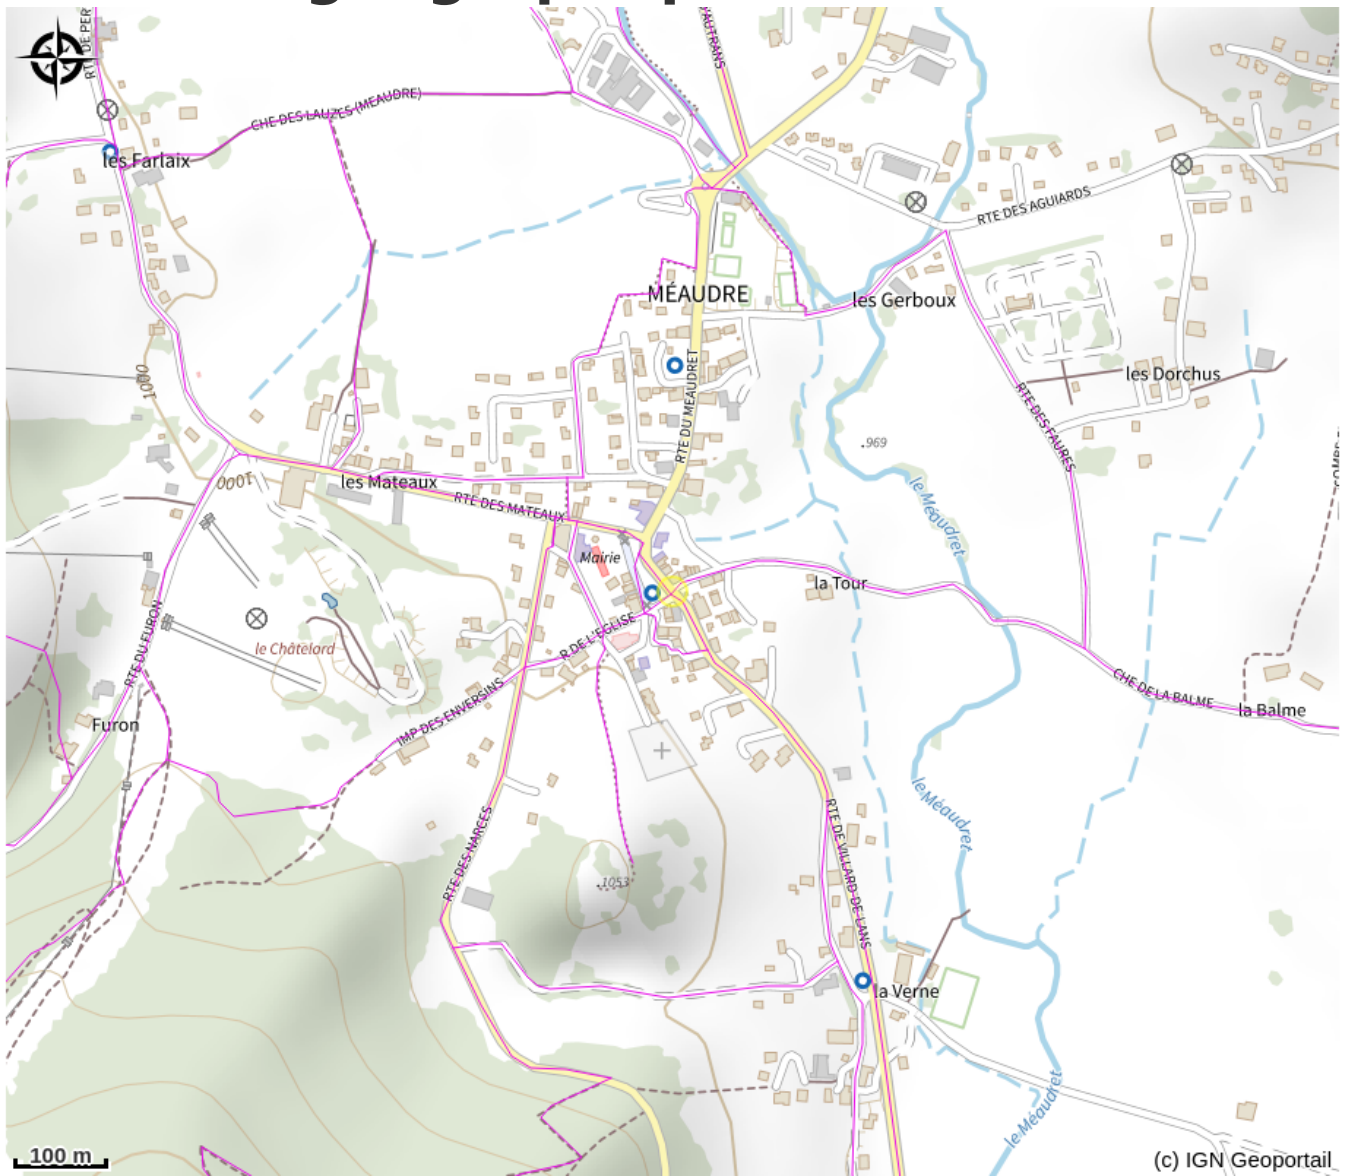 RTE DE PER
AUTRANS
CHE DES LAUZES (MEAUDRE)
les Farlaix
RTE DES AGUIARDS
MÉAUDRE
les Gerboux
1000
RTE DU MEAUDRET
les Dorchus
RTE DES FAURES
.969
1000
les Mateaux
RTE DES MATEAUX
le Méaudret
Mairie
la Tour
RTE DU FURON
le Châtelord
R DE L'EGLISE
IMP DES ENVERSINS
CHE DE LA BALME
la Balme
Furon
le Méaudret
RTE DES NARCES
RTE DE VILLARD-DE-LANS
.1053
la Verne
le Méaudret
100 m
(c) IGN Geoportail